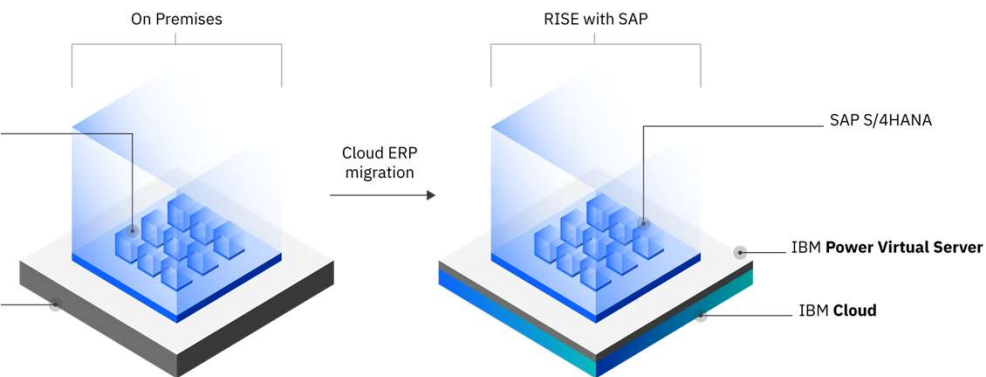 On Premises
RISE with SAP
SAP S/4HANA
Cloud ERP
migration
IBM Power Virtual Server
IBM Cloud